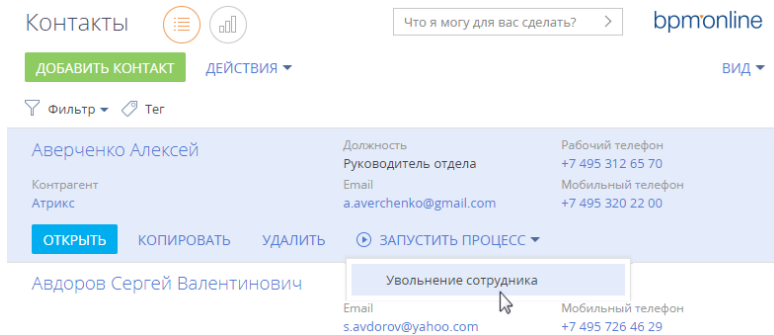 Контакты Что я могу для вас сделать? bpmonline
ДОБАВИТЬ КОНТАКТ ДЕЙСТВИЯ ВИД
Фильтр Тег
Аверченко Алексей Должность Рабочий телефон
Руководитель отдела +7 495 312 65 70
Контрагент Email Мобильный телефон
Атрикс a.averchenko@gmail.com +7 495 320 22 00
ОТКРЫТЬ КОПИРОВАТЬ УДАЛИТЬ ЗАПУСТИТЬ ПРОЦЕСС
Увольнение сотрудника
Авдоров Сергей Валентинович
Email Мобильный телефон
s.avdorov@yahoo.com +7 495 726 46 29